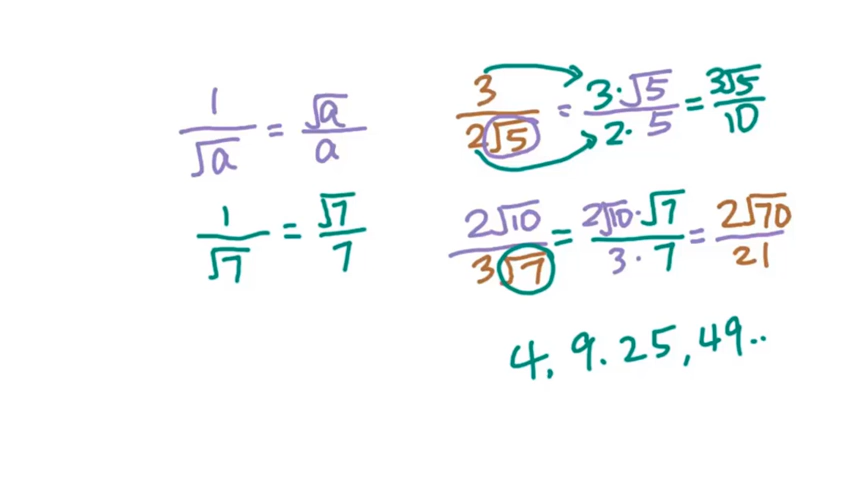 1/√a = √a/a
1/√7 = √7/7
3/2√5 = 3·√5/2·5 = 3√5/10
2√10/3√7 = 2√10·√7/3·7 = 2√70/21
4, 9. 25, 49..